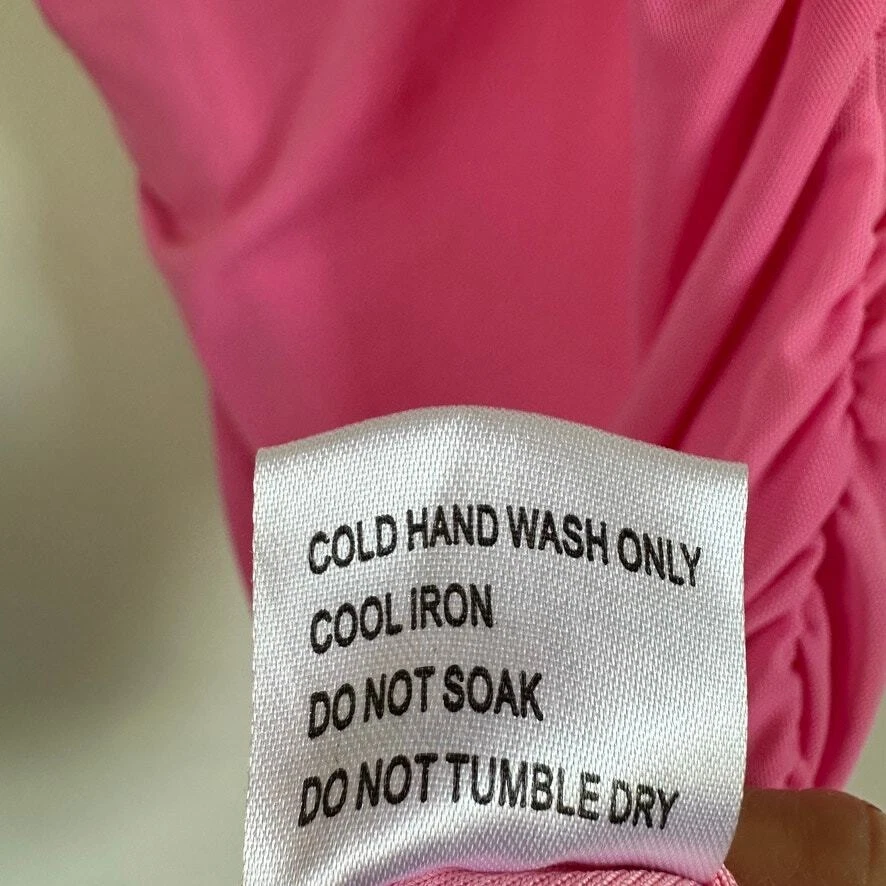 COLD HAND WASH ONLY
COOL IRON
DO NOT SOAK
DO NOT TUMBLE DRY